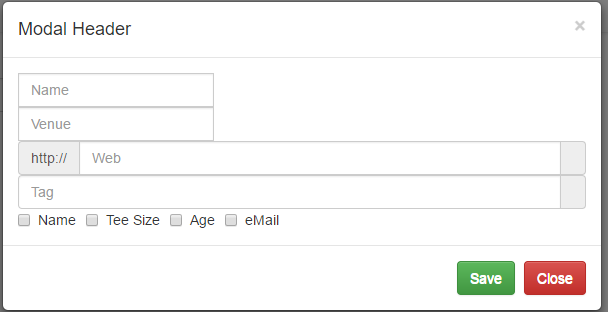 Modal Header ×
Name
Venue
http:// Web
Tag
Name Tee Size Age eMail
Save Close